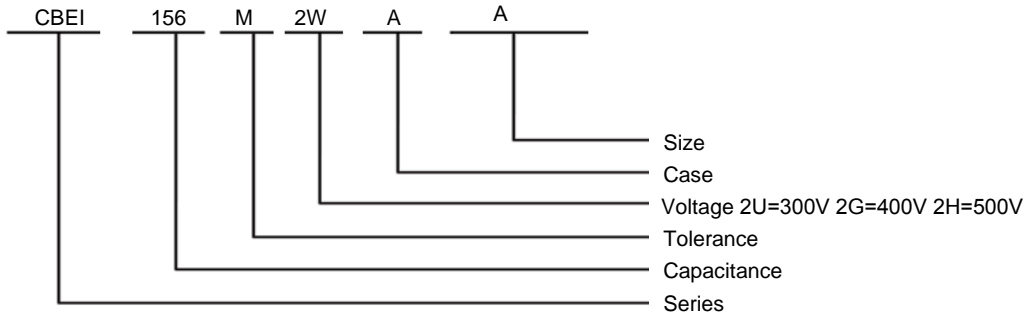 CBEI 156 M 2W A A
Size
Case
Voltage 2U=300V 2G=400V 2H=500V
Tolerance
Capacitance
Series